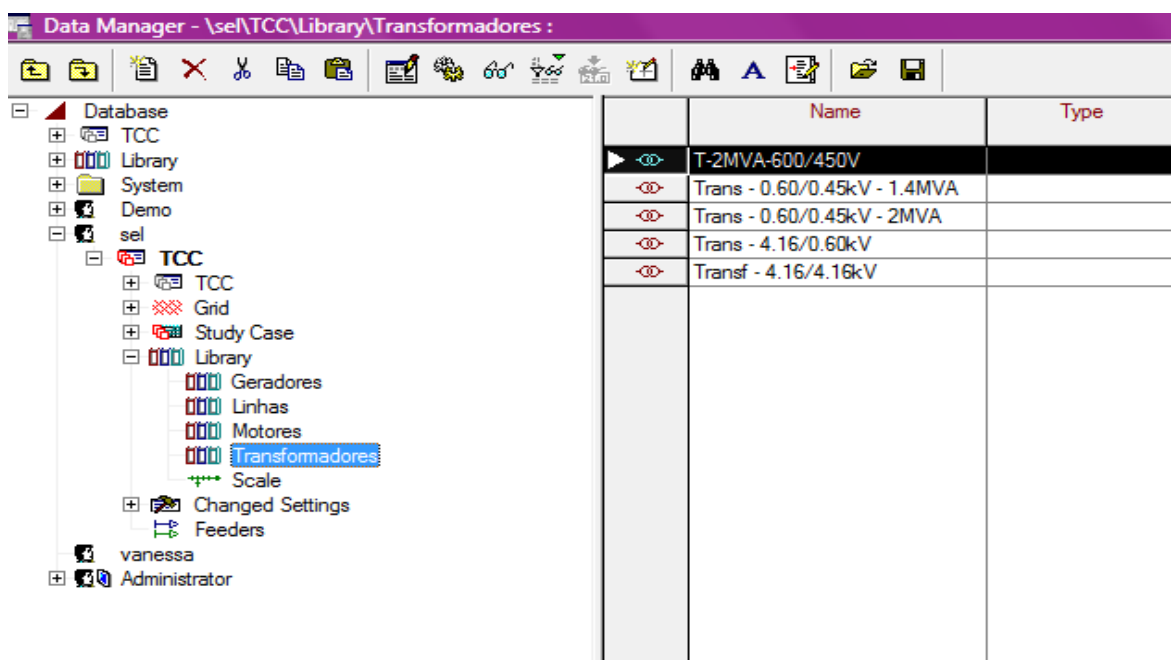 Data Manager - \sel\TCC\Library\Transformadores :
Database
TCC
Library
System
Demo
sel
TCC
TCC
Grid
Study Case
Library
Geradores
Linhas
Motores
Transformadores
Scale
Changed Settings
Feeders
vanessa
Administrator
Name Type
T-2MVA-600/450V
Trans - 0.60/0.45kV - 1.4MVA
Trans - 0.60/0.45kV - 2MVA
Trans - 4.16/0.60kV
Transf - 4.16/4.16kV